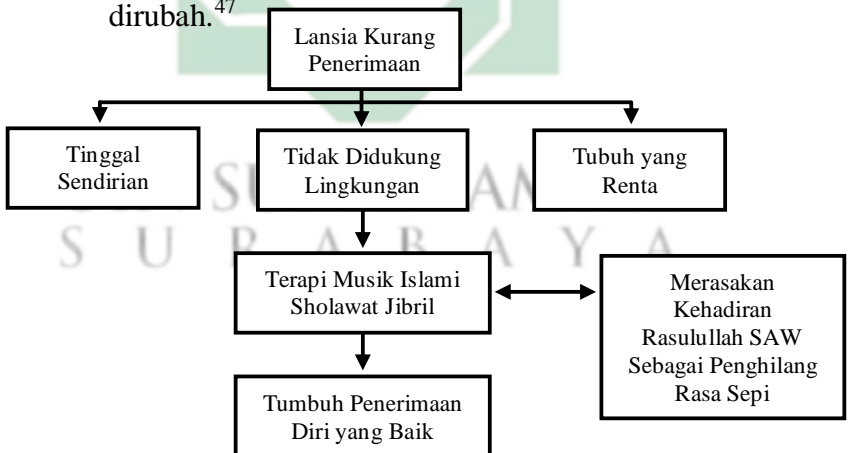 dirubah.47
Lansia Kurang
Penerimaan
Tinggal
Sendirian
Tidak Didukung
Lingkungan
Tubuh yang
Renta
S U R A B A Y A
Terapi Musik Islami
Sholawat Jibril
Merasakan
Kehadiran
Rasulullah SAW
Sebagai Penghilang
Rasa Sepi
Tumbuh Penerimaan
Diri yang Baik